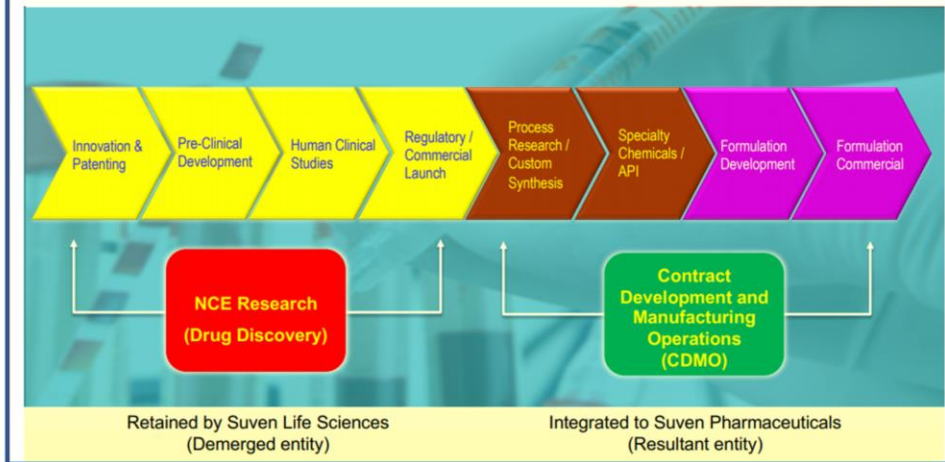 Innovation &
Patenting
Pre-Clinical
Development
Human Clinical
Studies
Regulatory /
Commercial
Launch
Process
Research /
Custom
Synthesis
Specialty
Chemicals /
API
Formulation
Development
Formulation
Commercial
NCE Research
(Drug Discovery)
Contract
Development and
Manufacturing
Operations
(CDMO)
Retained by Suven Life Sciences
(Demerged entity)
Integrated to Suven Pharmaceuticals
(Resultant entity)